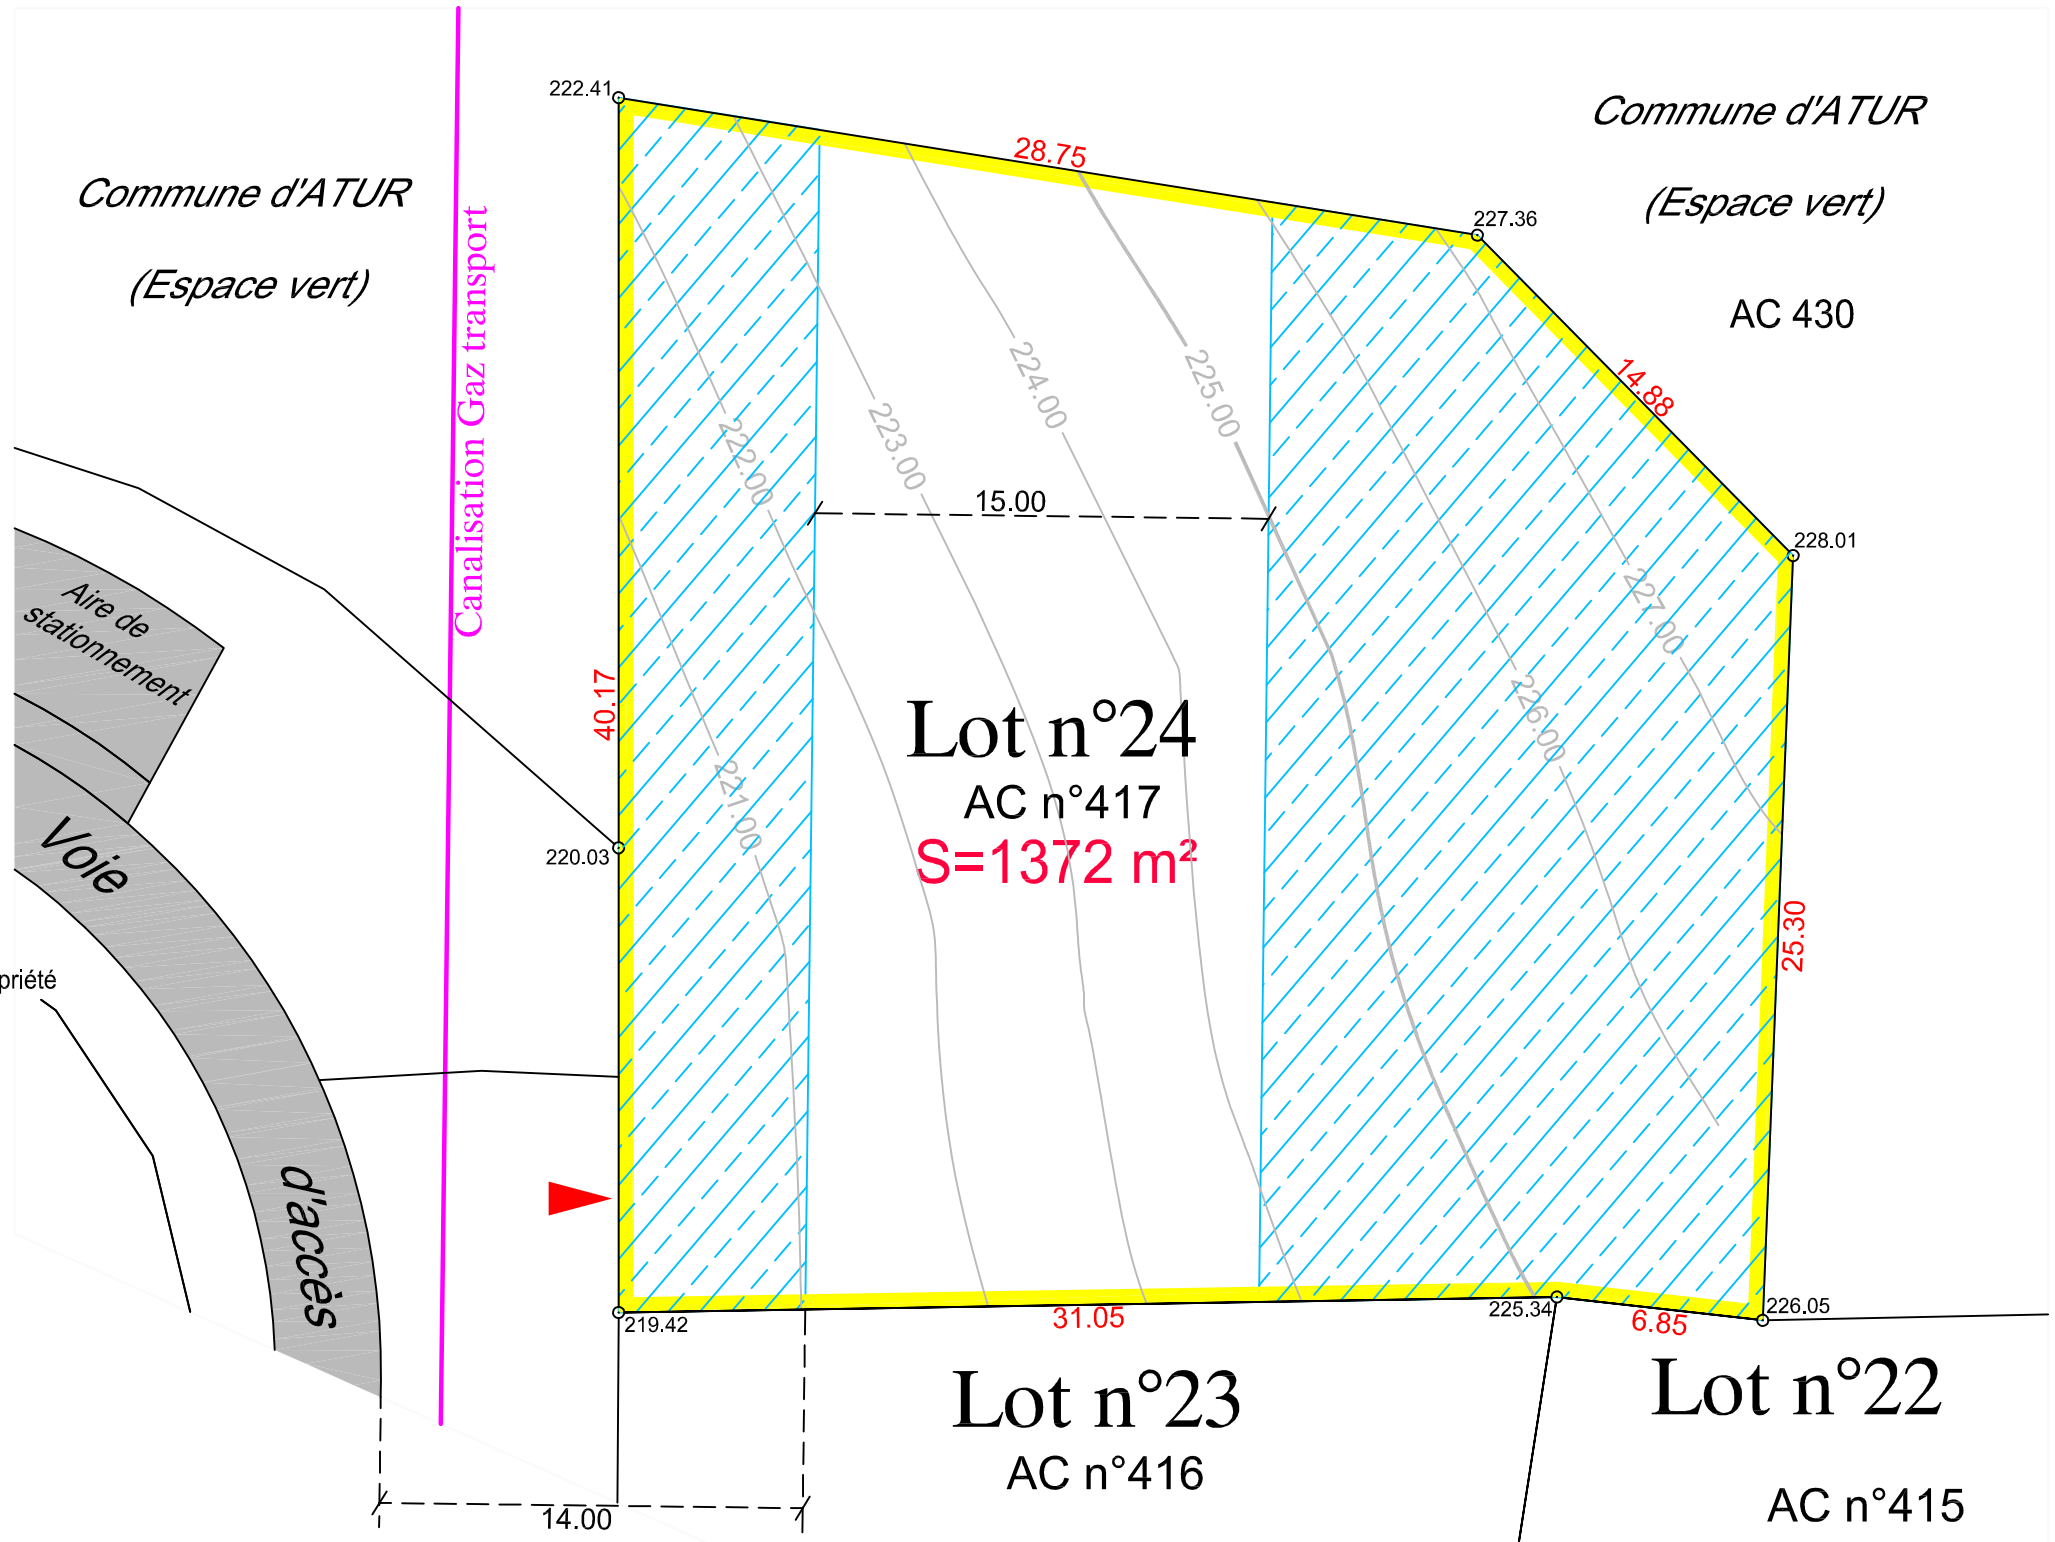 222.41
Commune d'ATUR
(Espace vert)
Canalisation Gaz transport
28.75
Commune d'ATUR
(Espace vert)
AC 430
227.36
14.88
228.01
222.00
223.00
224.00
225.00
15.00
227.00
226.00
221.00
Aire de
stationnement
40.17
Lot n°24
AC n°417
S=1372 m²
220.03
Voie
d'accès
priété
25.30
219.42
31.05
225.34
6.85
226.05
Lot n°23
AC n°416
Lot n°22
AC n°415
14.00